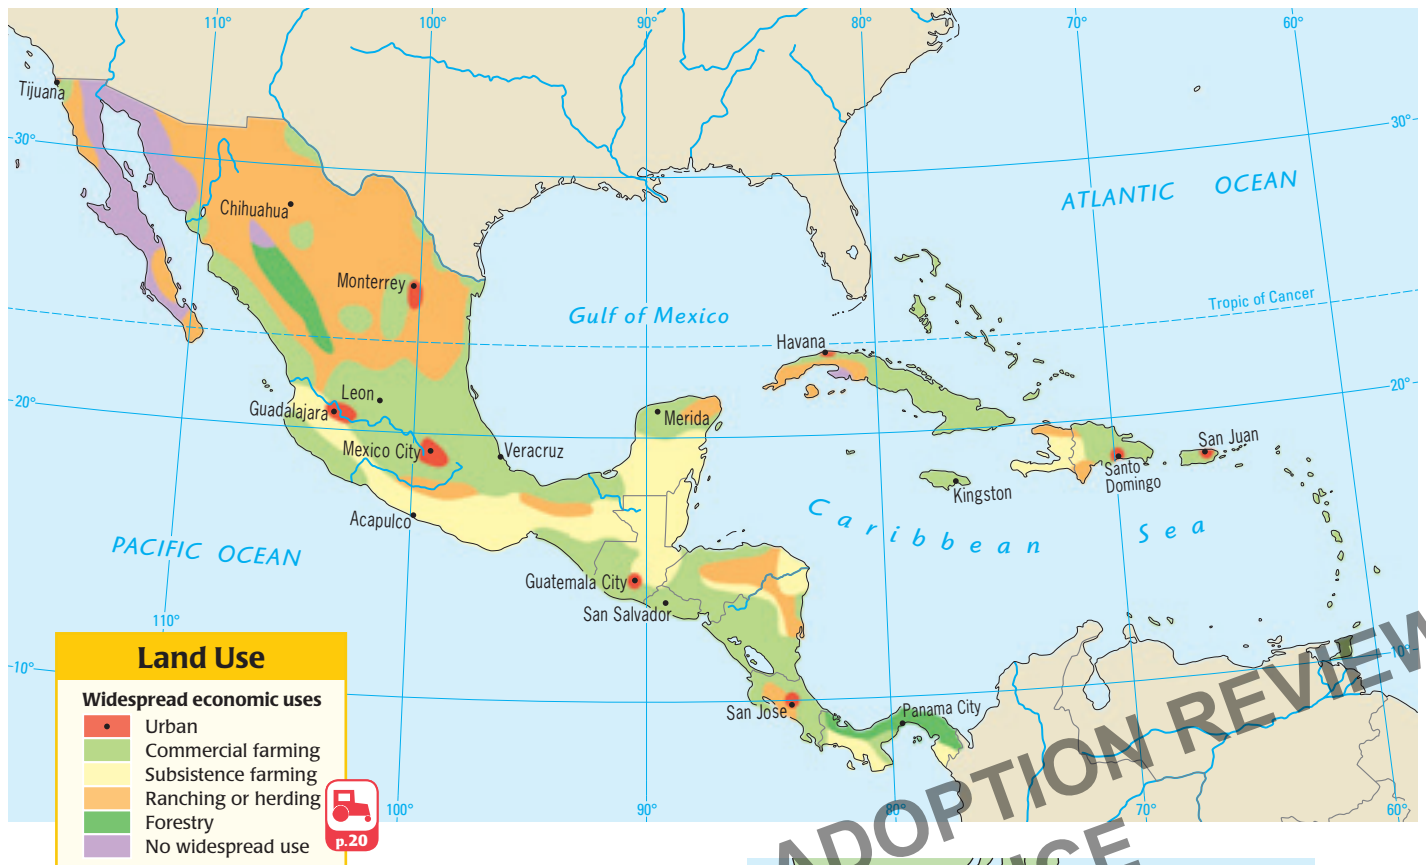 110°
100°
90°
80°
70°
60°
Tijuana
30°
30°
ATLANTIC OCEAN
Chihuahua
Monterrey
Gulf of Mexico
Tropic of Cancer
Havana
20°
20°
Leon
Guadalajara
Merida
Mexico City
Veracruz
San Juan
Santo
Domingo
Kingston
Acapulco
Caribbean Sea
PACIFIC OCEAN
Guatemala City
San Salvador
110°
10°
10°
San Jose
Panama City
100°
90°
80°
70°
60°
Land Use
Widespread economic uses
Urban
Commercial farming
Subsistence farming
Ranching or herding
Forestry
No widespread use
p.20
ADOPTION REVIEW